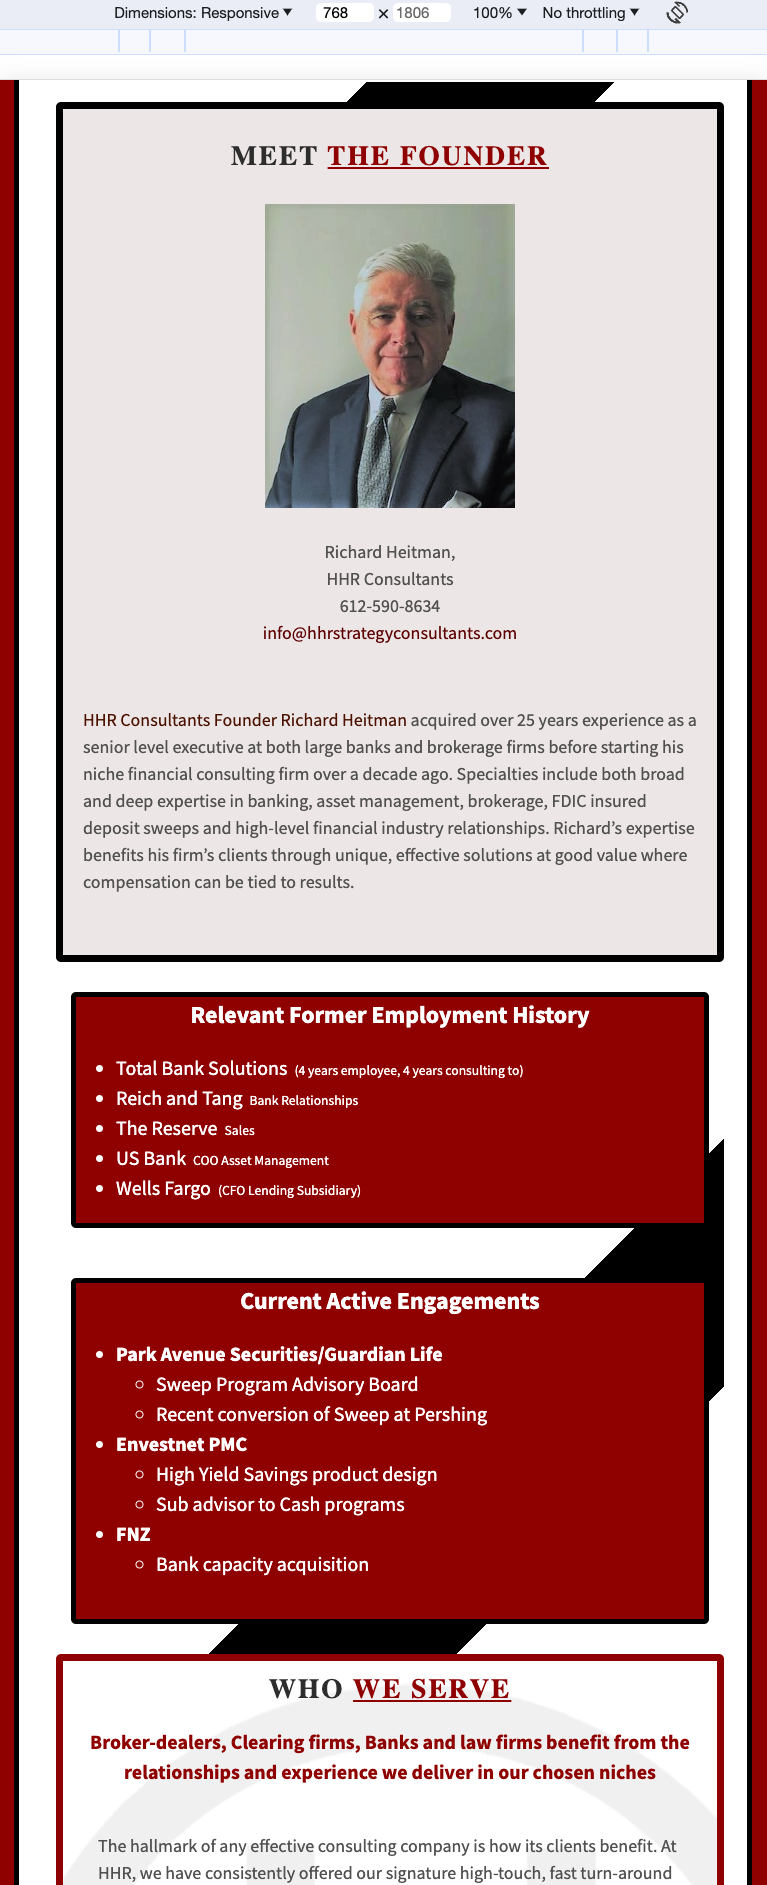 Dimensions: Responsive 768 × 1806 100% No throttling
MEET THE FOUNDER
Richard Heitman,
HHR Consultants
612-590-8634
info@hhrstrategyconsultants.com
HHR Consultants Founder Richard Heitman acquired over 25 years experience as a
senior level executive at both large banks and brokerage firms before starting his
niche financial consulting firm over a decade ago. Specialties include both broad
and deep expertise in banking, asset management, brokerage, FDIC insured
deposit sweeps and high-level financial industry relationships. Richard’s expertise
benefits his firm’s clients through unique, effective solutions at good value where
compensation can be tied to results.
Relevant Former Employment History
Total Bank Solutions (4 years employee, 4 years consulting to)
Reich and Tang Bank Relationships
The Reserve Sales
US Bank COO Asset Management
Wells Fargo (CFO Lending Subsidiary)
Current Active Engagements
Park Avenue Securities/Guardian Life
Sweep Program Advisory Board
Recent conversion of Sweep at Pershing
Envestnet PMC
High Yield Savings product design
Sub advisor to Cash programs
FNZ
Bank capacity acquisition
WHO WE SERVE
Broker-dealers, Clearing firms, Banks and law firms benefit from the
relationships and experience we deliver in our chosen niches
The hallmark of any effective consulting company is how its clients benefit. At
HHR, we have consistently offered our signature high-touch, fast turn-around